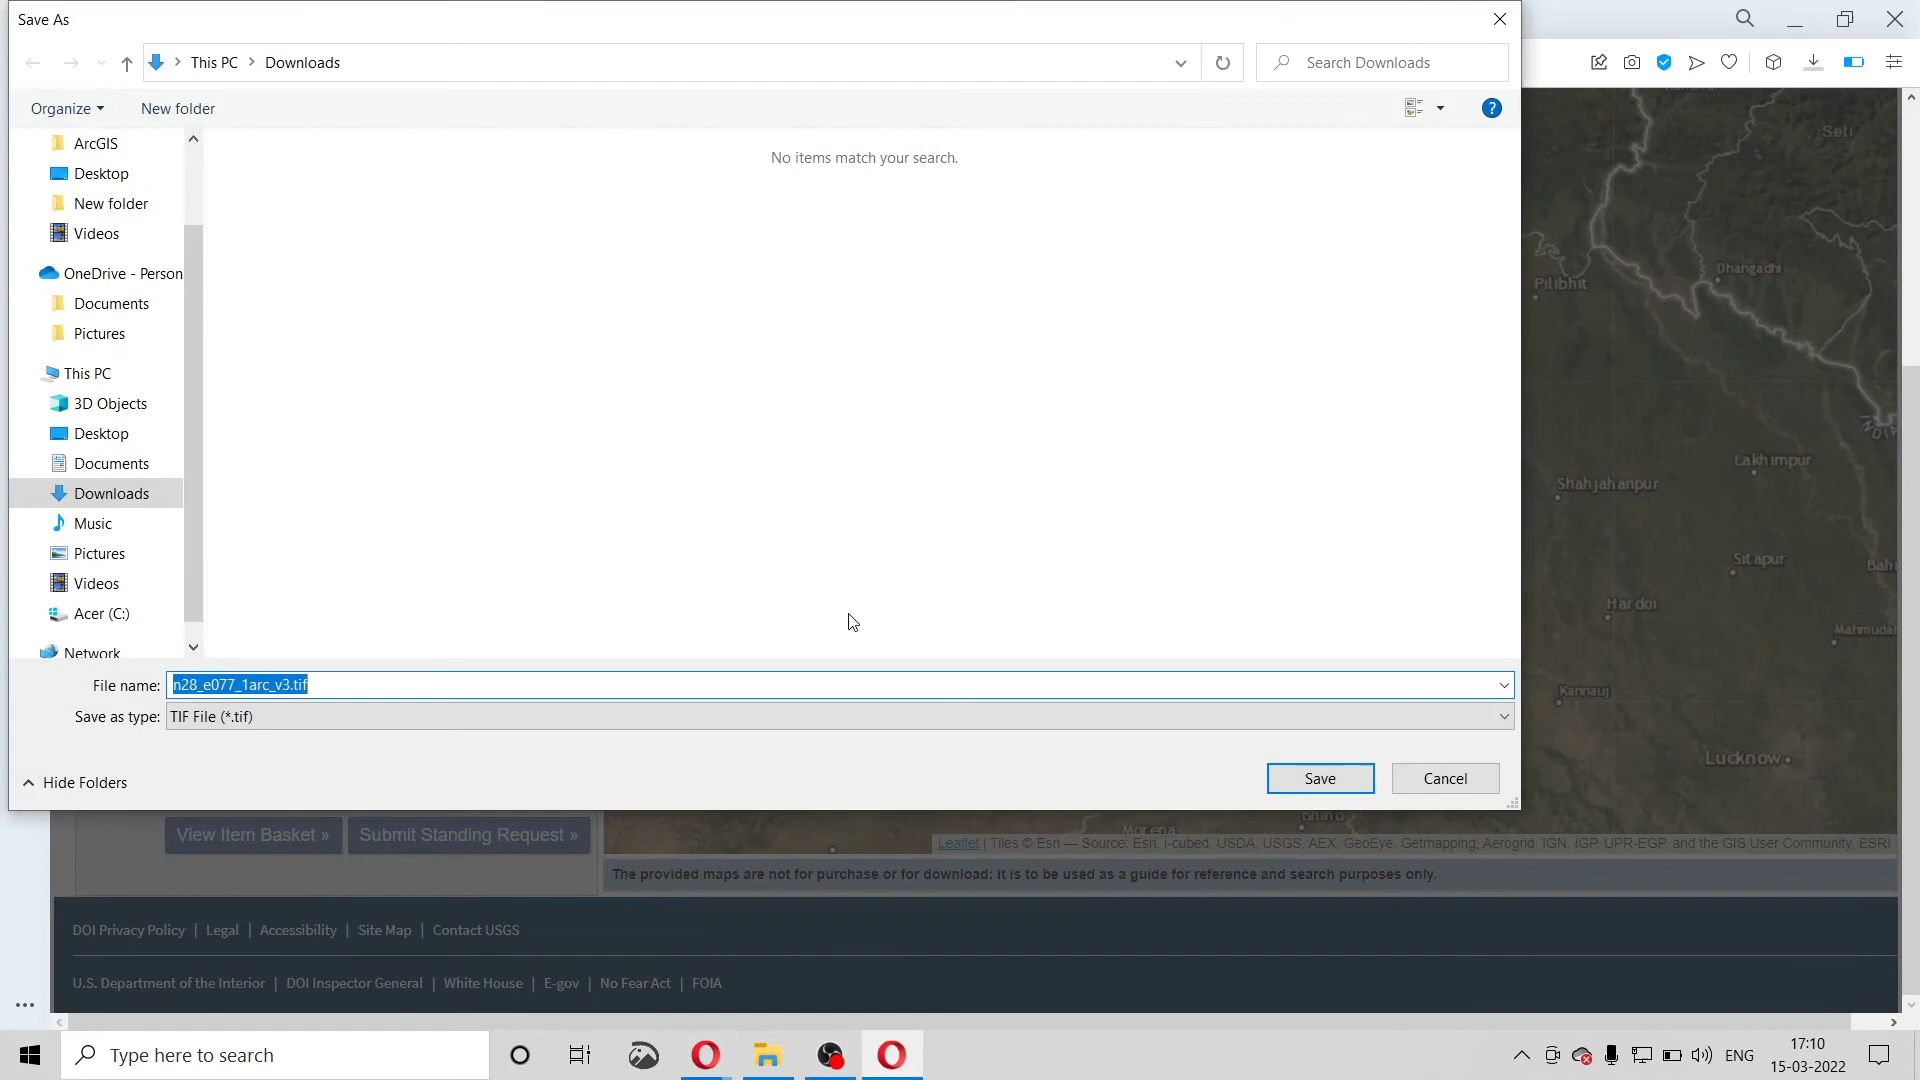 Save As
This PC > Downloads
Search Downloads
Organize
New folder
No items match your search.
ArcGIS
Desktop
New folder
Videos
OneDrive - Person
Documents
Pictures
This PC
3D Objects
Desktop
Documents
Downloads
Music
Pictures
Videos
Acer (C:)
Network
File name: n28_e077_1arc_v3.tif
Save as type: TIF File (*.tif)
Hide Folders
Save
Cancel
Seti
Dhangadhi
Pilibhit
Lakhimpur
Shahjahanpur
Sitapur
Bah
Hardoi
Mahmudal
Kannauj
Lucknow
Morena
Bhind
View Item Basket »
Submit Standing Request »
Leaflet | Tiles © Esri — Source: Esri, i-cubed, USDA, USGS, AEX, GeoEye, Getmapping, Aerogrid, IGN, IGP, UPR-EGP, and the GIS User Community, ESRI
The provided maps are not for purchase or for download; it is to be used as a guide for reference and search purposes only.
DOI Privacy Policy | Legal | Accessibility | Site Map | Contact USGS
U.S. Department of the Interior | DOI Inspector General | White House | E-gov | No Fear Act | FOIA
Type here to search
ENG
17:10
15-03-2022